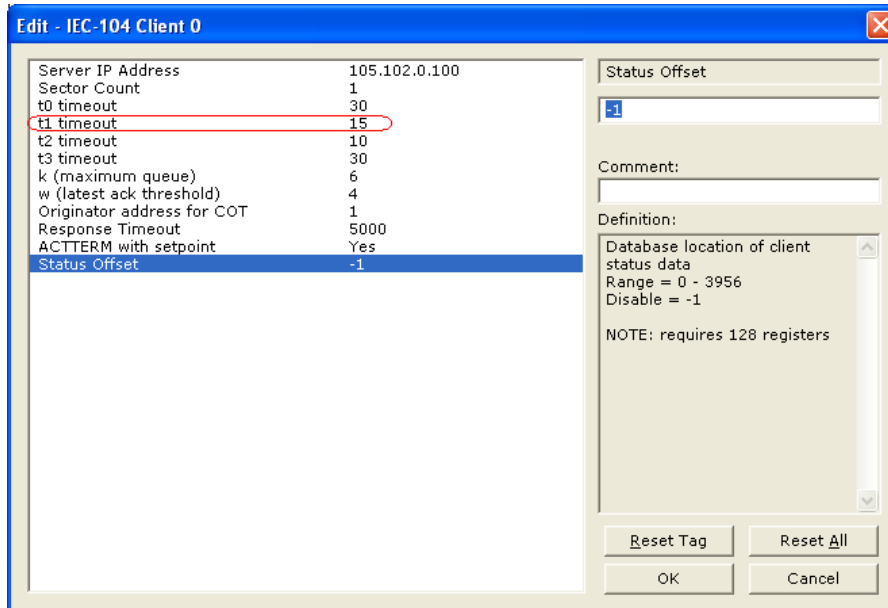 Edit - IEC-104 Client 0
Server IP Address 105.102.0.100
Sector Count 1
t0 timeout 30
t1 timeout 15
t2 timeout 10
t3 timeout 30
k (maximum queue) 6
w (latest ack threshold) 4
Originator address for COT 1
Response Timeout 5000
ACTTERM with setpoint Yes
Status Offset -1
Status Offset
-1
Comment:
Definition:
Database location of client
status data
Range = 0 - 3956
Disable = -1
NOTE: requires 128 registers
Reset Tag
Reset All
OK
Cancel